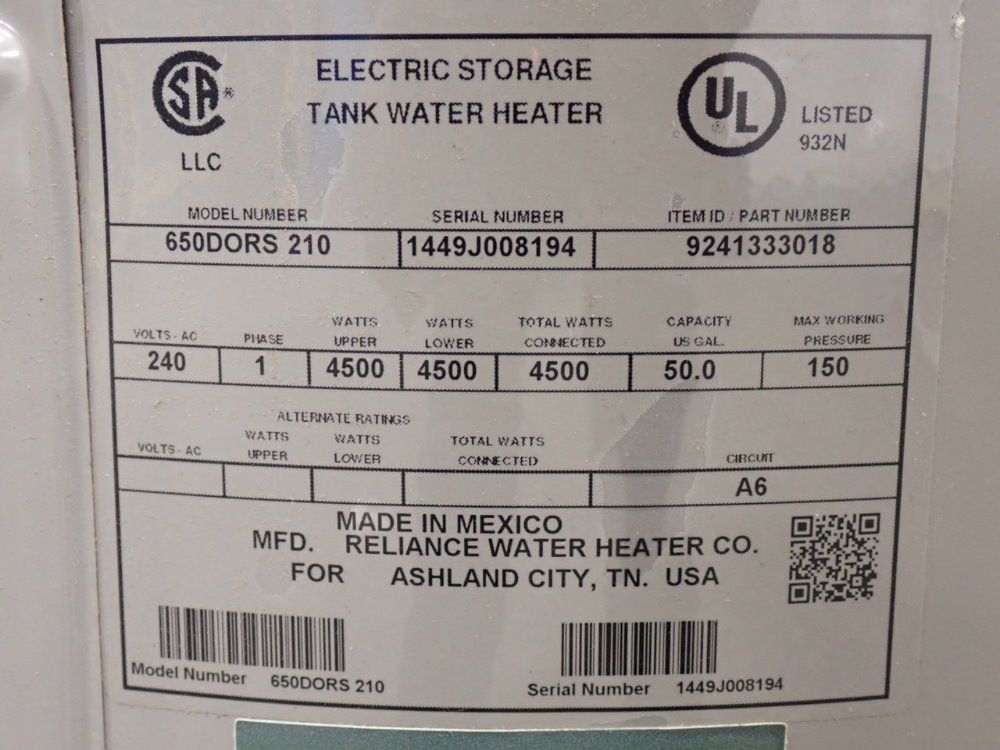 SA ®
LLC
ELECTRIC STORAGE
TANK WATER HEATER
UL ®
LISTED
932N
MODEL NUMBER SERIAL NUMBER ITEM ID / PART NUMBER
650DORS 210 1449J008194 9241333018
VOLTS - AC PHASE WATTS UPPER WATTS LOWER TOTAL WATTS CONNECTED CAPACITY US GAL. MAX WORKING PRESSURE
240 1 4500 4500 4500 50.0 150
ALTERNATE RATINGS
VOLTS - AC WATTS UPPER WATTS LOWER TOTAL WATTS CONNECTED CIRCUIT
A6
MADE IN MEXICO
MFD. RELIANCE WATER HEATER CO.
FOR ASHLAND CITY, TN. USA
Model Number 650DORS 210
Serial Number 1449J008194